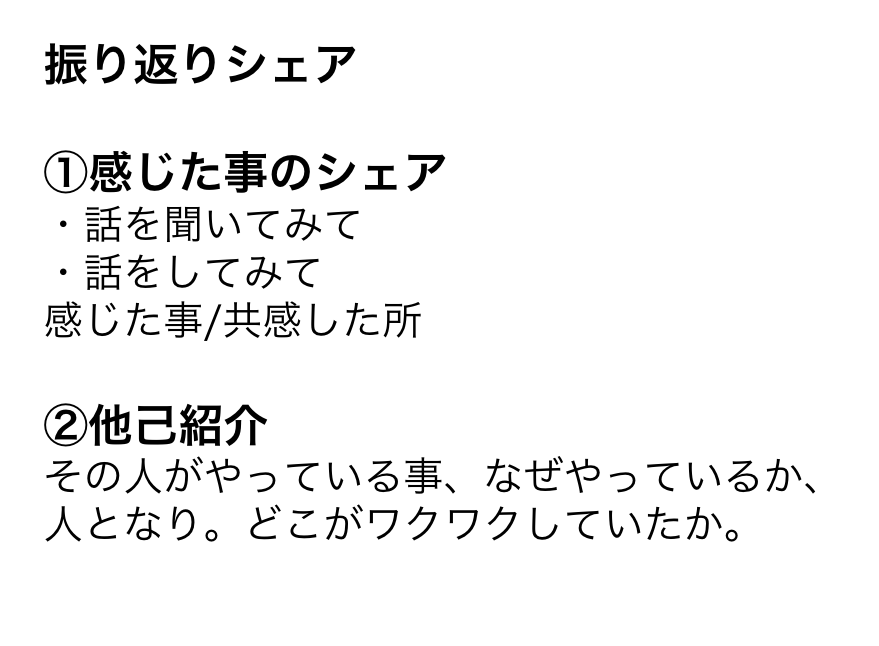 振り返りシェア
①感じた事のシェア
・話を聞いてみて
・話をしてみて
感じた事/共感した所
②他己紹介
その人がやっている事、なぜやっているか、
人となり。どこがワクワクしていたか。